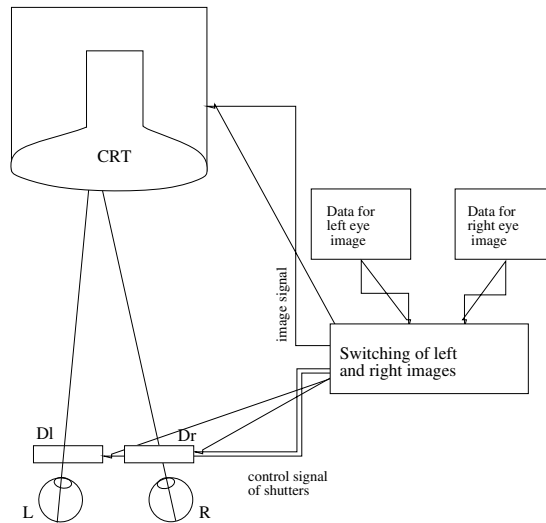 CRT
Data for
left eye
image
Data for
right eye
image
image signal
Switching of left
and right images
Dl
Dr
control signal
of shutters
L
R